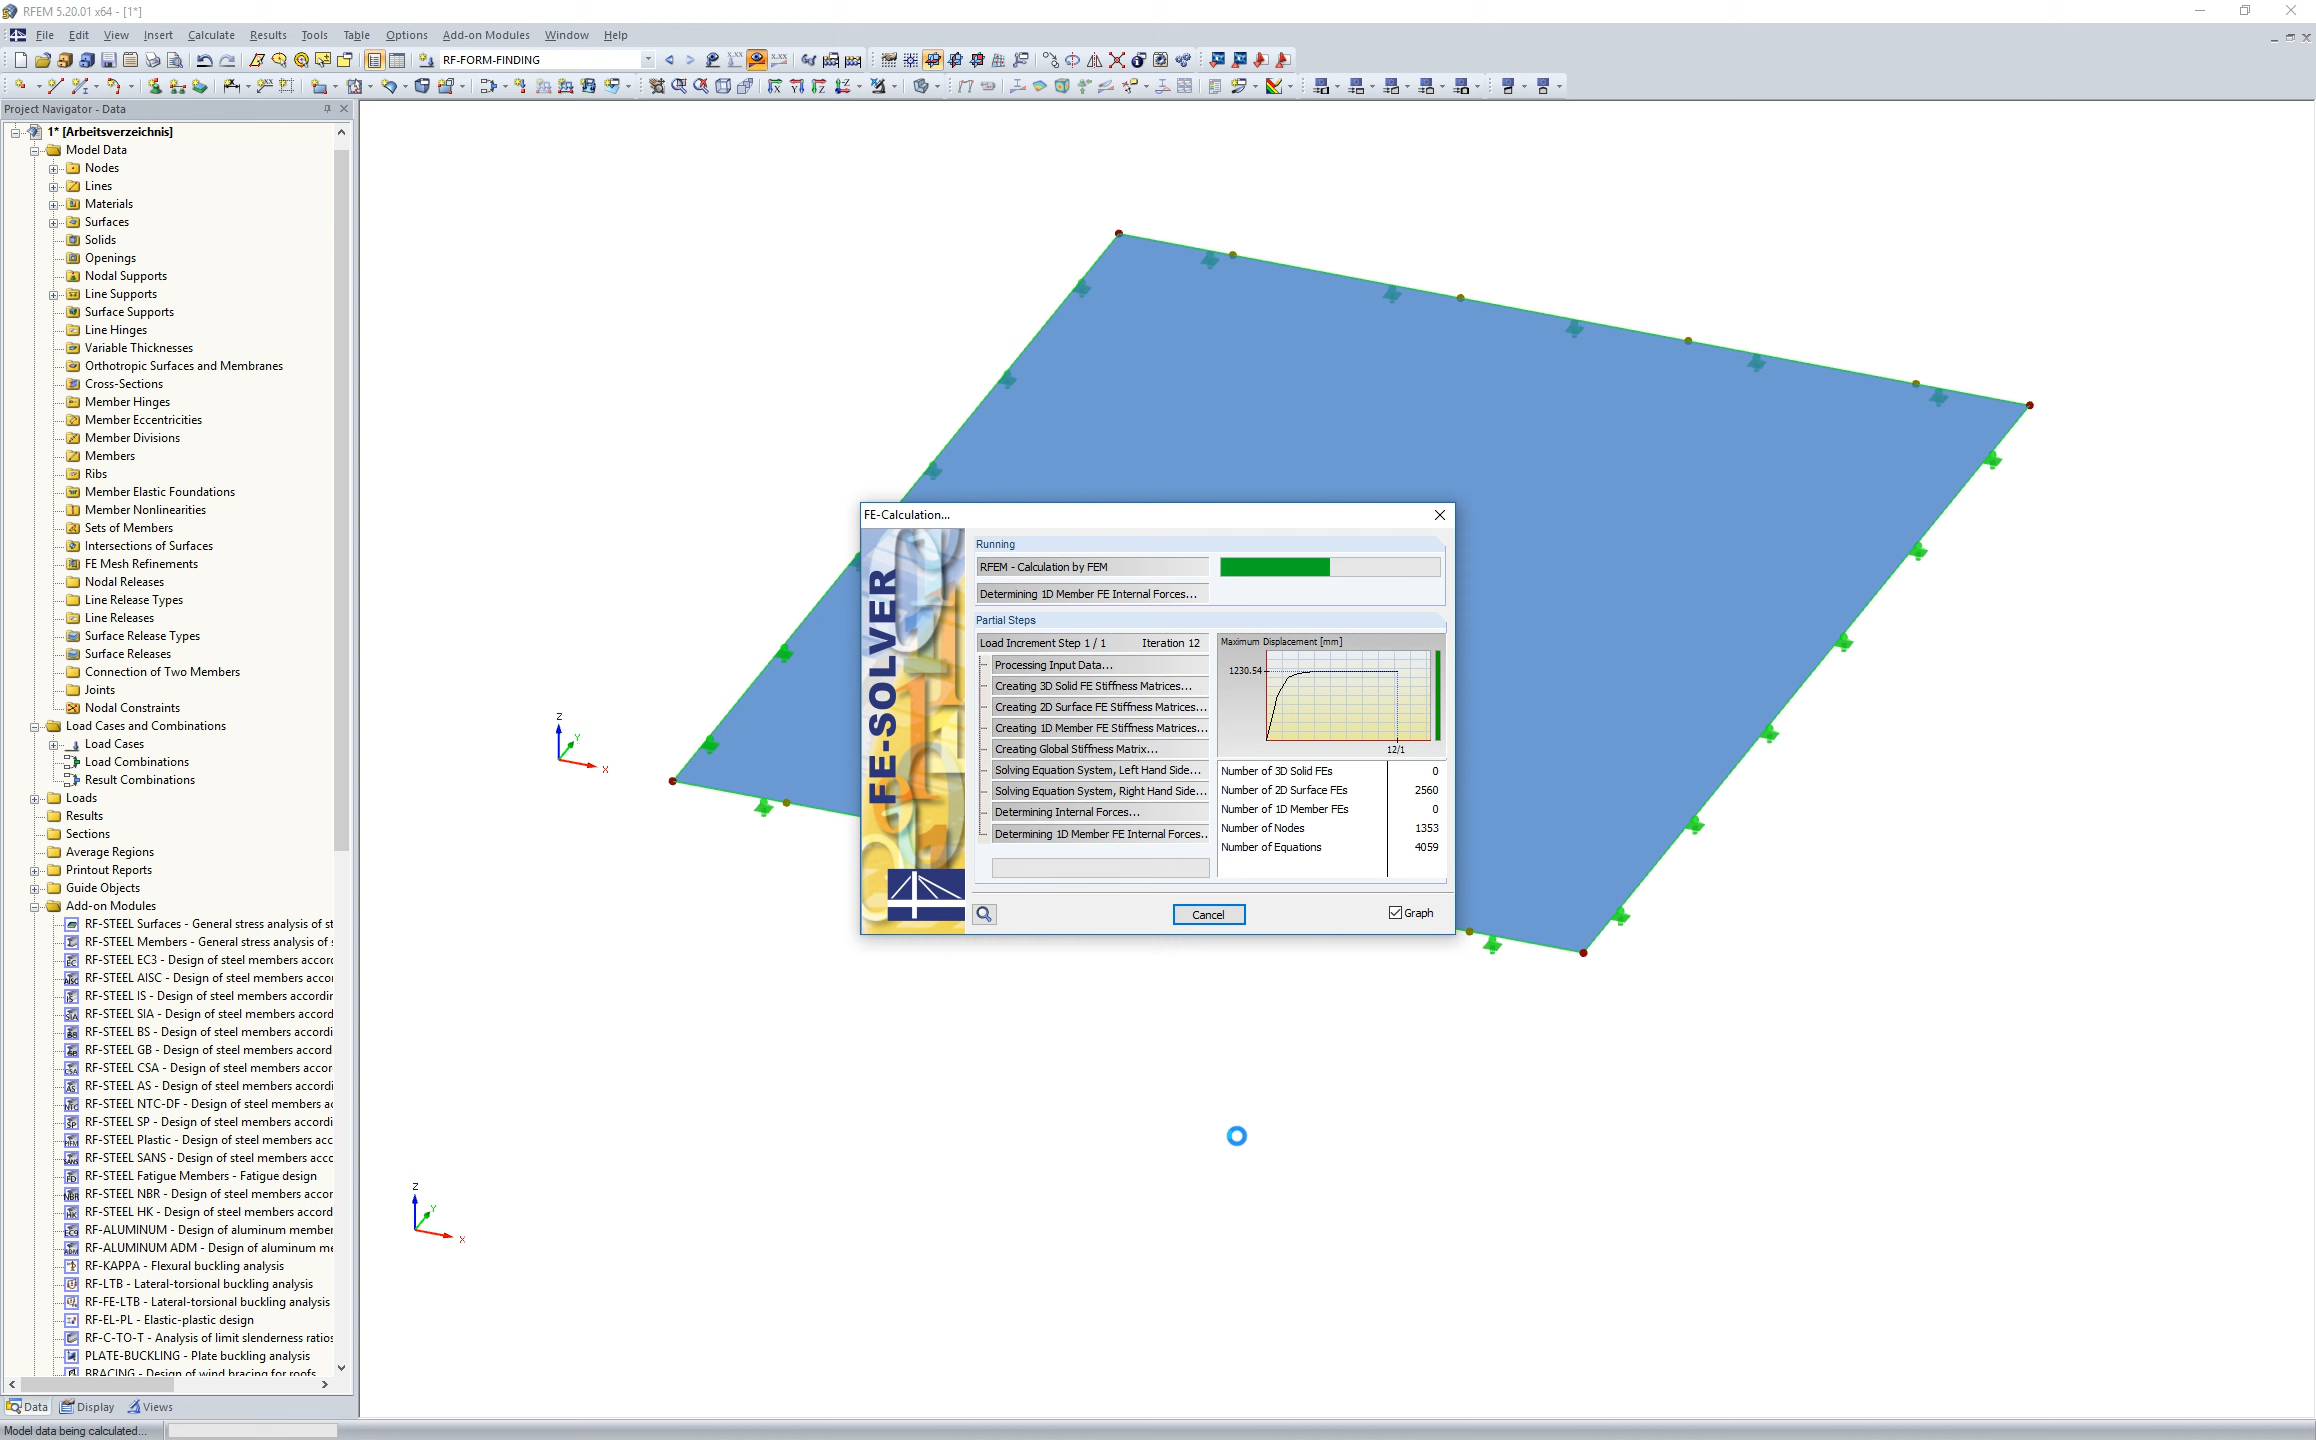 RFEM 5.20.01 x64 - [1*]
File Edit View Insert Calculate Results Tools Table Options Add-on Modules Window Help
RF-FORM-FINDING
Project Navigator - Data
1* [Arbeitsverzeichnis]
Model Data
Nodes
Lines
Materials
Surfaces
Solids
Openings
Nodal Supports
Line Supports
Surface Supports
Line Hinges
Variable Thicknesses
Orthotropic Surfaces and Membranes
Cross-Sections
Member Hinges
Member Eccentricities
Member Divisions
Members
Ribs
Member Elastic Foundations
Member Nonlinearities
Sets of Members
Intersections of Surfaces
FE Mesh Refinements
Nodal Releases
Line Release Types
Line Releases
Surface Release Types
Surface Releases
Connection of Two Members
Joints
Nodal Constraints
Load Cases and Combinations
Load Cases
Load Combinations
Result Combinations
Loads
Results
Sections
Average Regions
Printout Reports
Guide Objects
Add-on Modules
RF-STEEL Surfaces - General stress analysis of st
RF-STEEL Members - General stress analysis of
RF-STEEL EC3 - Design of steel members accor
RF-STEEL AISC - Design of steel members acco
RF-STEEL IS - Design of steel members accordin
RF-STEEL SIA - Design of steel members accord
RF-STEEL BS - Design of steel members accordi
RF-STEEL GB - Design of steel members accord
RF-STEEL CSA - Design of steel members accor
RF-STEEL AS - Design of steel members accordi
RF-STEEL NTC-DF - Design of steel members a
RF-STEEL SP - Design of steel members accordi
RF-STEEL Plastic - Design of steel members acc
RF-STEEL SANS - Design of steel members acco
RF-STEEL Fatigue Members - Fatigue design
RF-STEEL NBR - Design of steel members accor
RF-STEEL HK - Design of steel members accord
RF-ALUMINUM - Design of aluminum member
RF-ALUMINUM ADM - Design of aluminum me
RF-KAPPA - Flexural buckling analysis
RF-LTB - Lateral-torsional buckling analysis
RF-FE-LTB - Lateral-torsional buckling analysis
RF-EL-PL - Elastic-plastic design
RF-C-TO-T - Analysis of limit slenderness ratios
PLATE-BUCKLING - Plate buckling analysis
BRACING - Design of wind bracing for roofs
Data Display Views
Model data being calculated...
Z
Y
X
Z
Y
X
FE-Calculation...
FE-SOLVER
Running
RFEM - Calculation by FEM
Determining 1D Member FE Internal Forces...
Partial Steps
Load Increment Step 1 / 1 Iteration 12
Processing Input Data...
Creating 3D Solid FE Stiffness Matrices...
Creating 2D Surface FE Stiffness Matrices...
Creating 1D Member FE Stiffness Matrices...
Creating Global Stiffness Matrix...
Solving Equation System, Left Hand Side...
Solving Equation System, Right Hand Side...
Determining Internal Forces...
Determining 1D Member FE Internal Forces..
Maximum Displacement [mm]
1230.54
12/1
Number of 3D Solid FEs 0
Number of 2D Surface FEs 2560
Number of 1D Member FEs 0
Number of Nodes 1353
Number of Equations 4059
Cancel
Graph